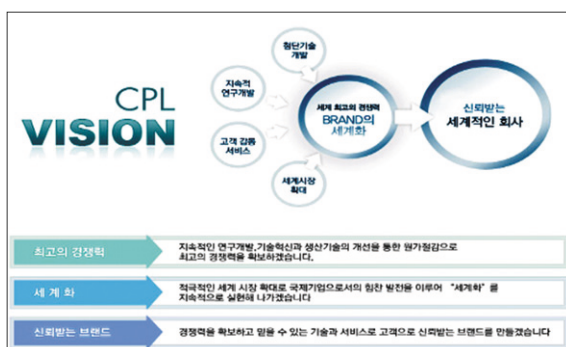 CPL
VISION
첨단기술
개발
지속적
연구개발
고객 감동
서비스
세계시장
확대
세계 최고의 경쟁력
BRAND의
세계화
신뢰받는
세계적인 회사
최고의 경쟁력
지속적인 연구개발,기술혁신과 생산기술의 개선을 통한 원가절감으로
최고의 경쟁력을 확보하겠습니다.
세 계 화
적극적인 세계 시장 확대로 국제기업으로서의 힘찬 발전을 이루어 “세계화”를
지속적으로 실현해 나가겠습니다
신뢰받는 브랜드
경쟁력을 확보하고 믿을 수 있는 기술과 서비스로 고객으로 신뢰받는 브랜드를 만들겠습니다